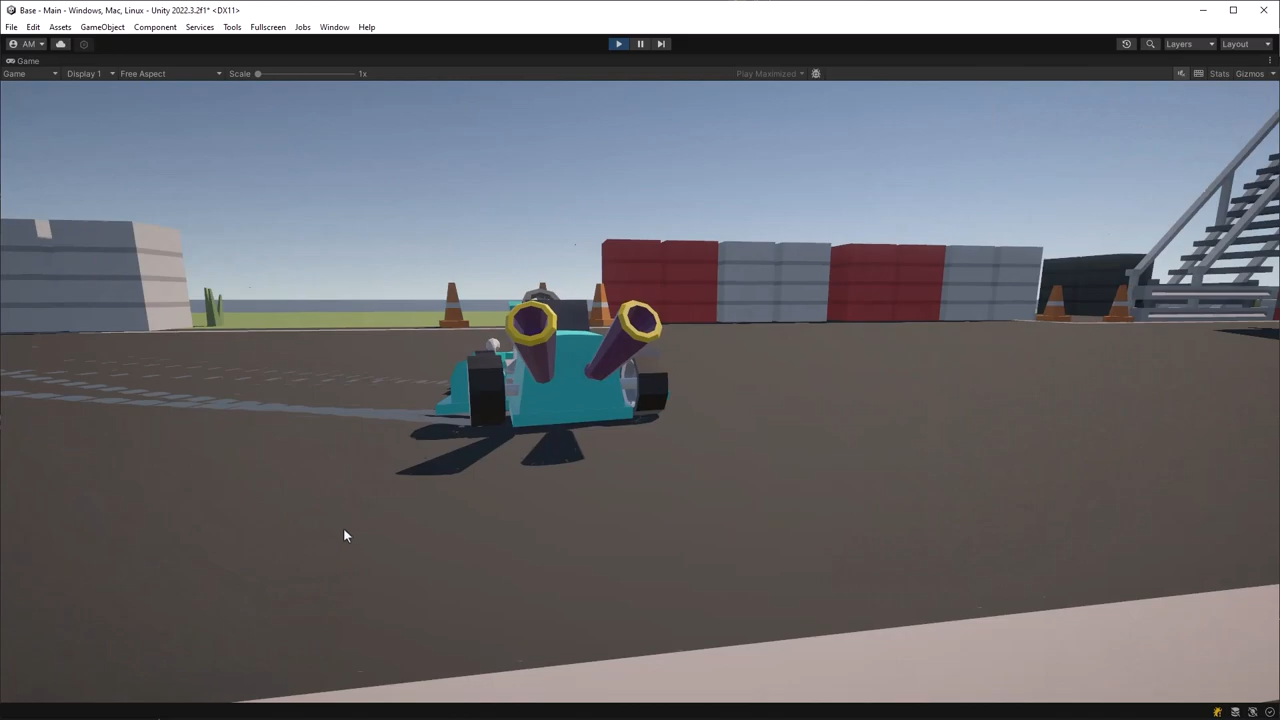 Base - Main - Windows, Mac, Linux - Unity 2022.3.2f1* <DX11>
File Edit Assets GameObject Component Services Tools Fullscreen Jobs Window Help
AM Layers Layout
Game
Game Display 1 Free Aspect Scale 1x Play Maximized Stats Gizmos